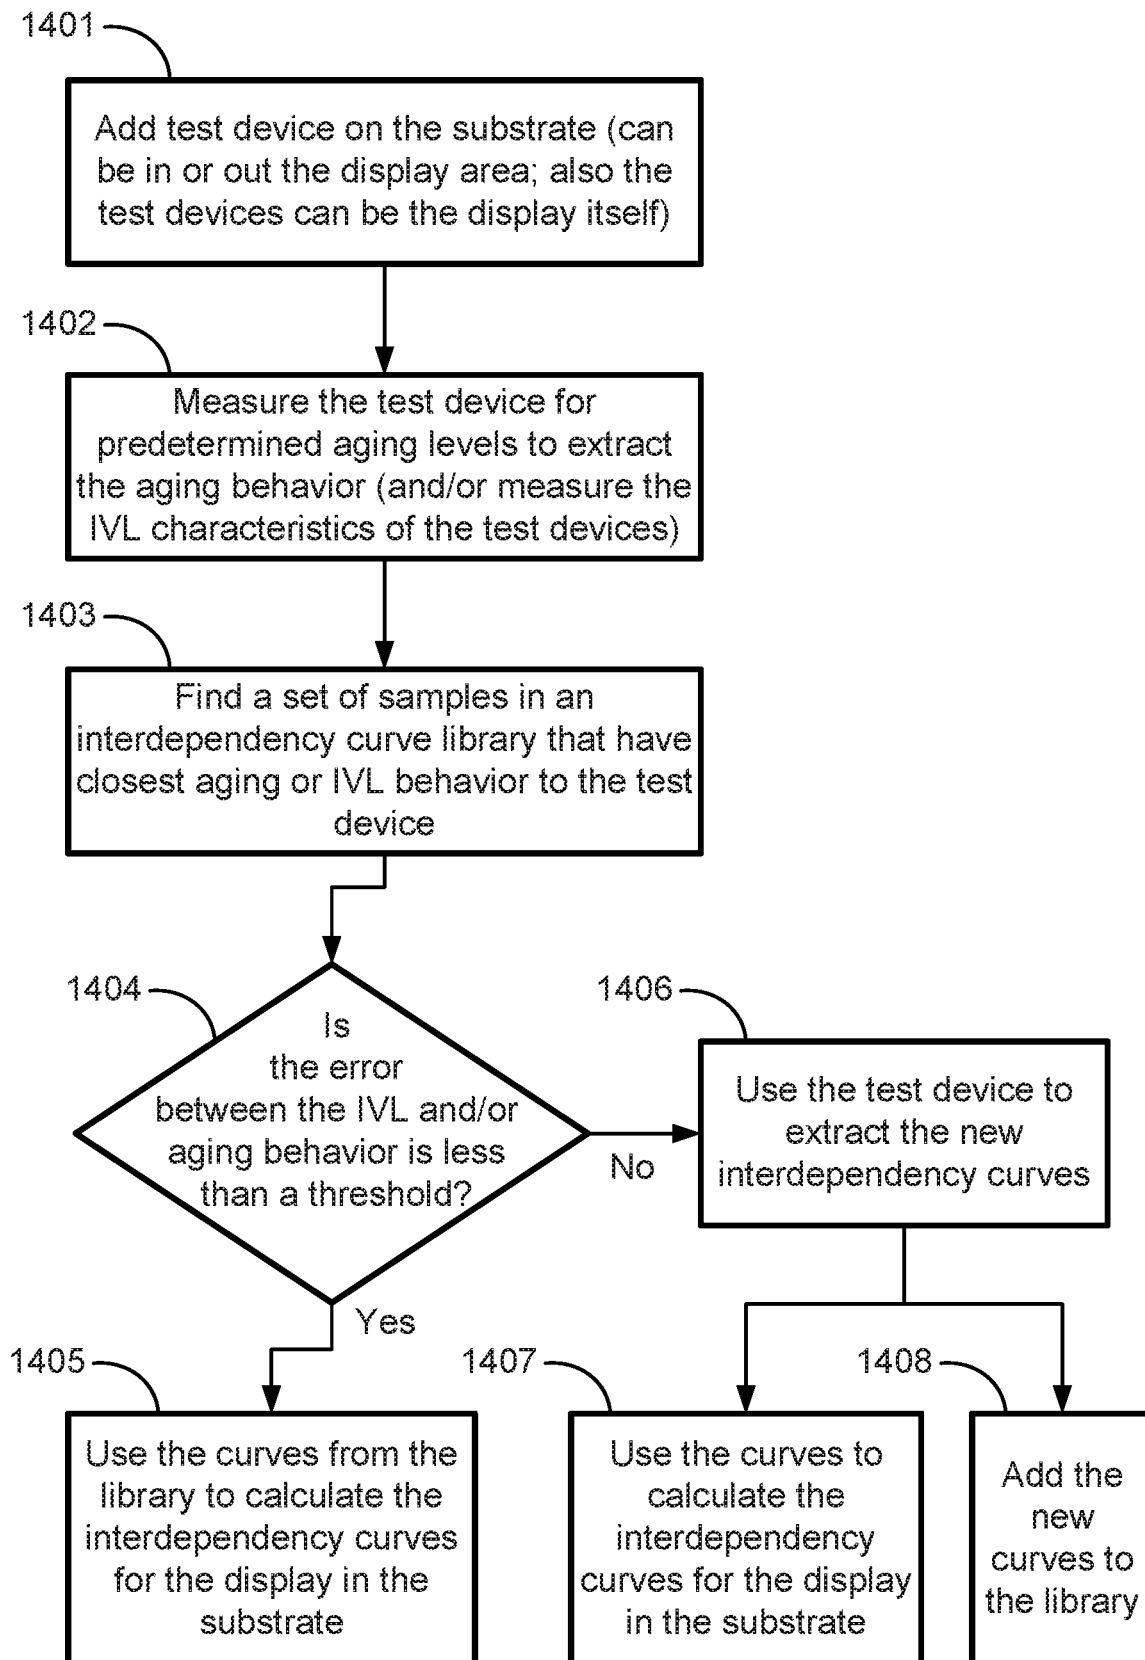 1401
Add test device on the substrate (can
be in or out the display area; also the
test devices can be the display itself)
1402
Measure the test device for
predetermined aging levels to extract
the aging behavior (and/or measure the
IVL characteristics of the test devices)
1403
Find a set of samples in an
interdependency curve library that have
closest aging or IVL behavior to the test
device
1404
Is
the error
between the IVL and/or
aging behavior is less
than a threshold?
No
Yes
1406
Use the test device to
extract the new
interdependency curves
1405
Use the curves from the
library to calculate the
interdependency curves
for the display in the
substrate
1407
Use the curves to
calculate the
interdependency
curves for the display
in the substrate
1408
Add the
new
curves to
the library